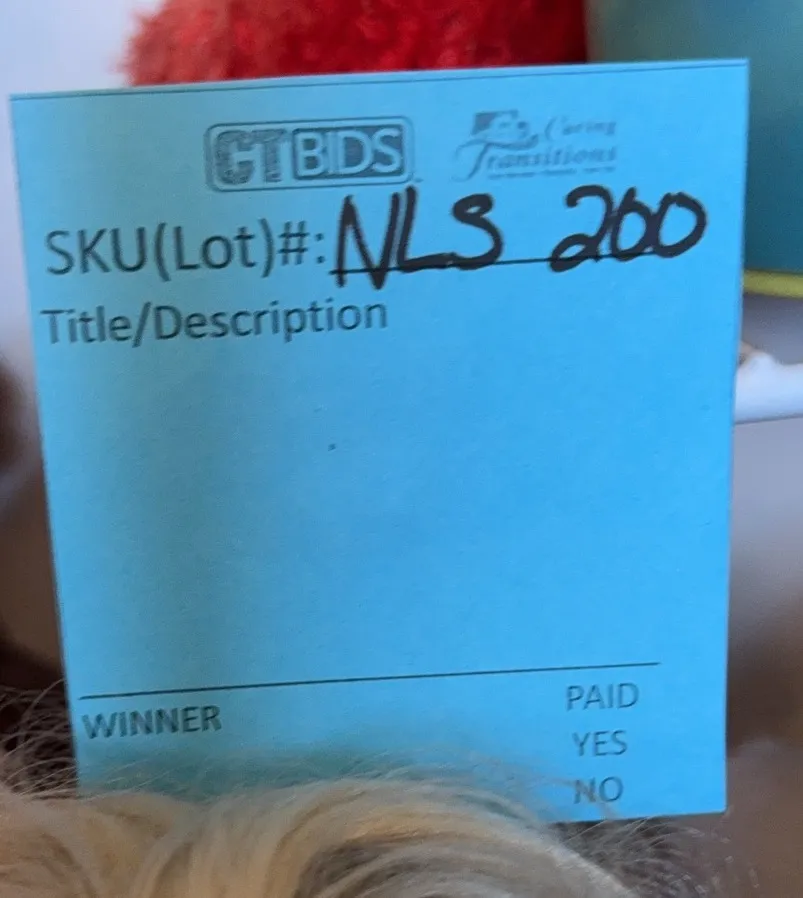 CTBIDS Caring Transitions
SKU(Lot)#: NLS 200
Title/Description
WINNER PAID
YES
NO